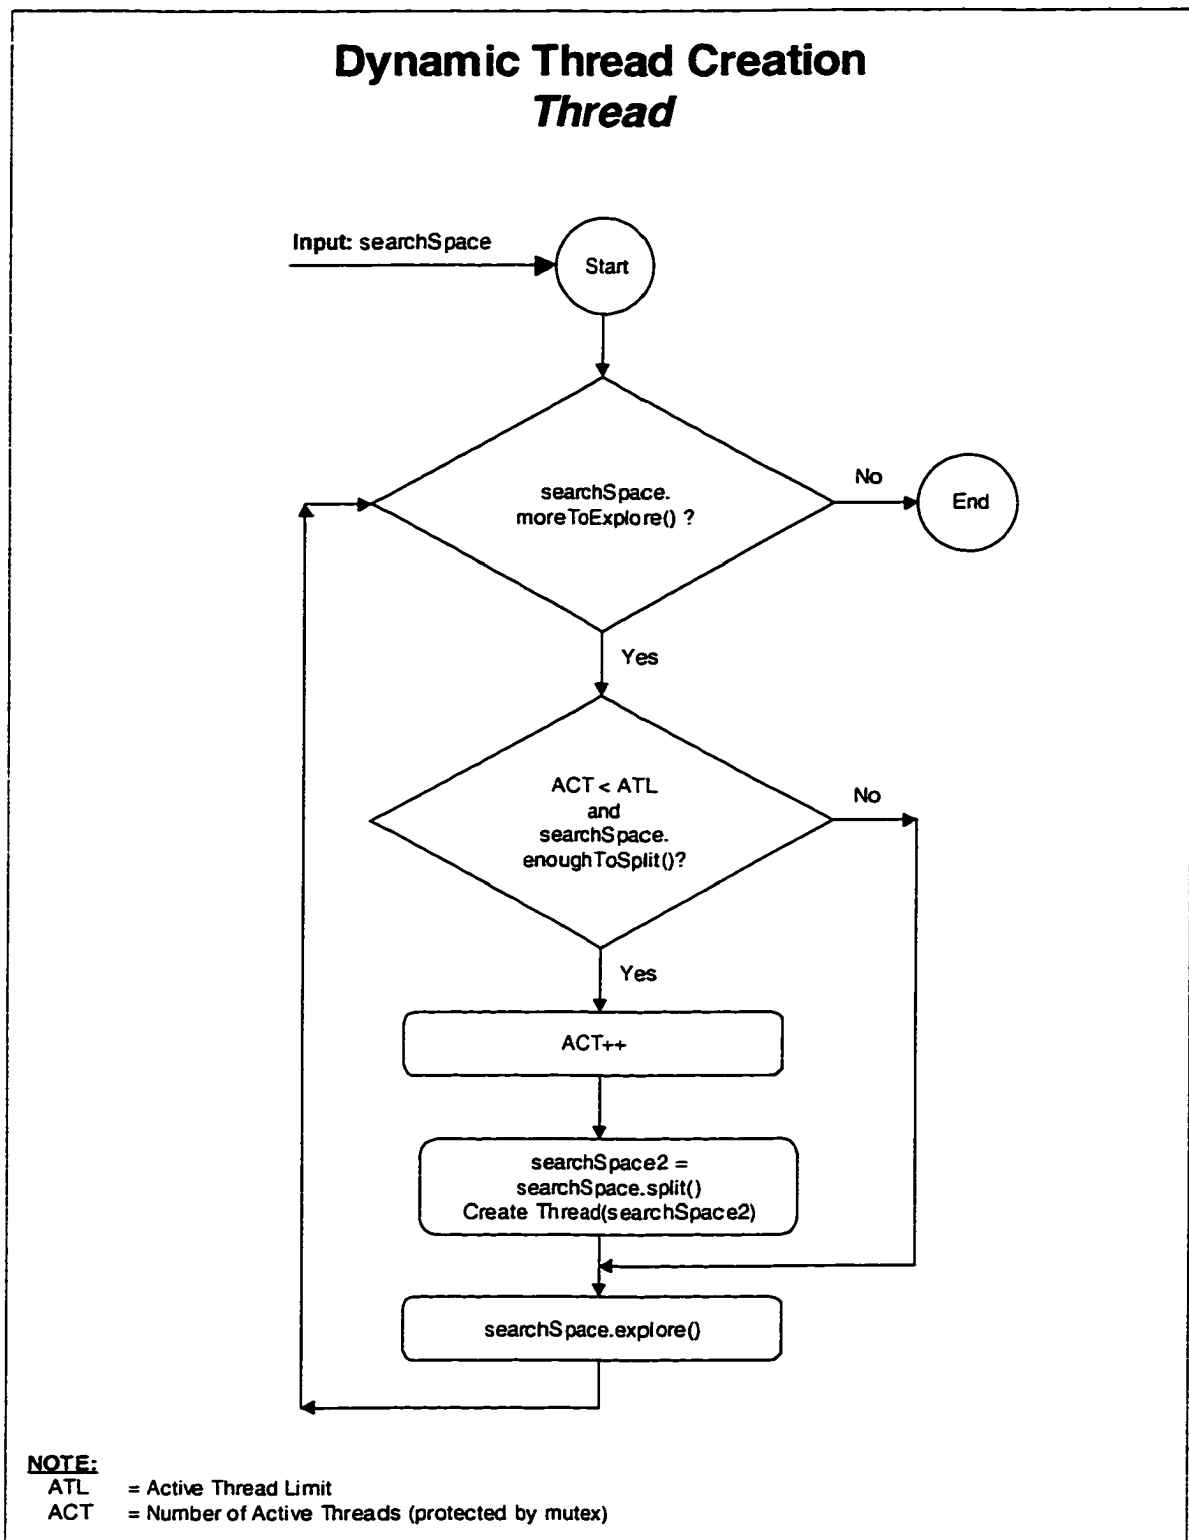 Dynamic Thread Creation
Thread
Input: searchSpace
Start
searchSpace.
moreToExplore() ?
No
End
Yes
ACT < ATL
and
searchSpace.
enoughToSplit()?
No
Yes
ACT++
searchSpace2 =
searchSpace.split()
Create Thread(searchSpace2)
searchSpace.explore()
NOTE:
ATL = Active Thread Limit
ACT = Number of Active Threads (protected by mutex)